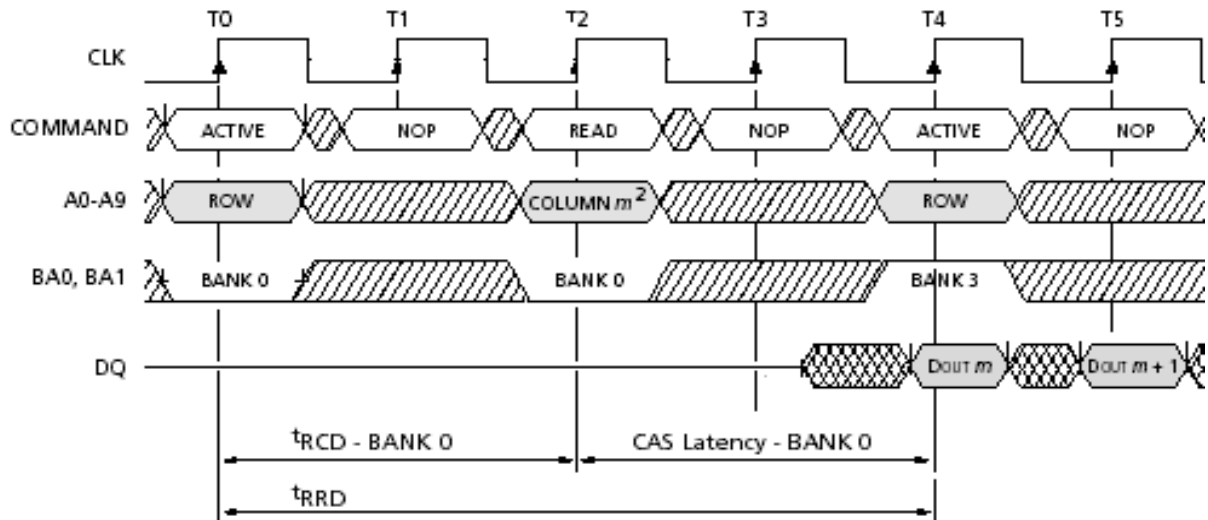 T0 T1 T2 T3 T4 T5
CLK
COMMAND ACTIVE NOP READ NOP ACTIVE NOP
A0-A9 ROW COLUMN m² ROW
BA0, BA1 BANK 0 BANK 0 BANK 3
DQ DOUT m DOUT m + 1
tRCD - BANK 0 CAS Latency - BANK 0
tRRD